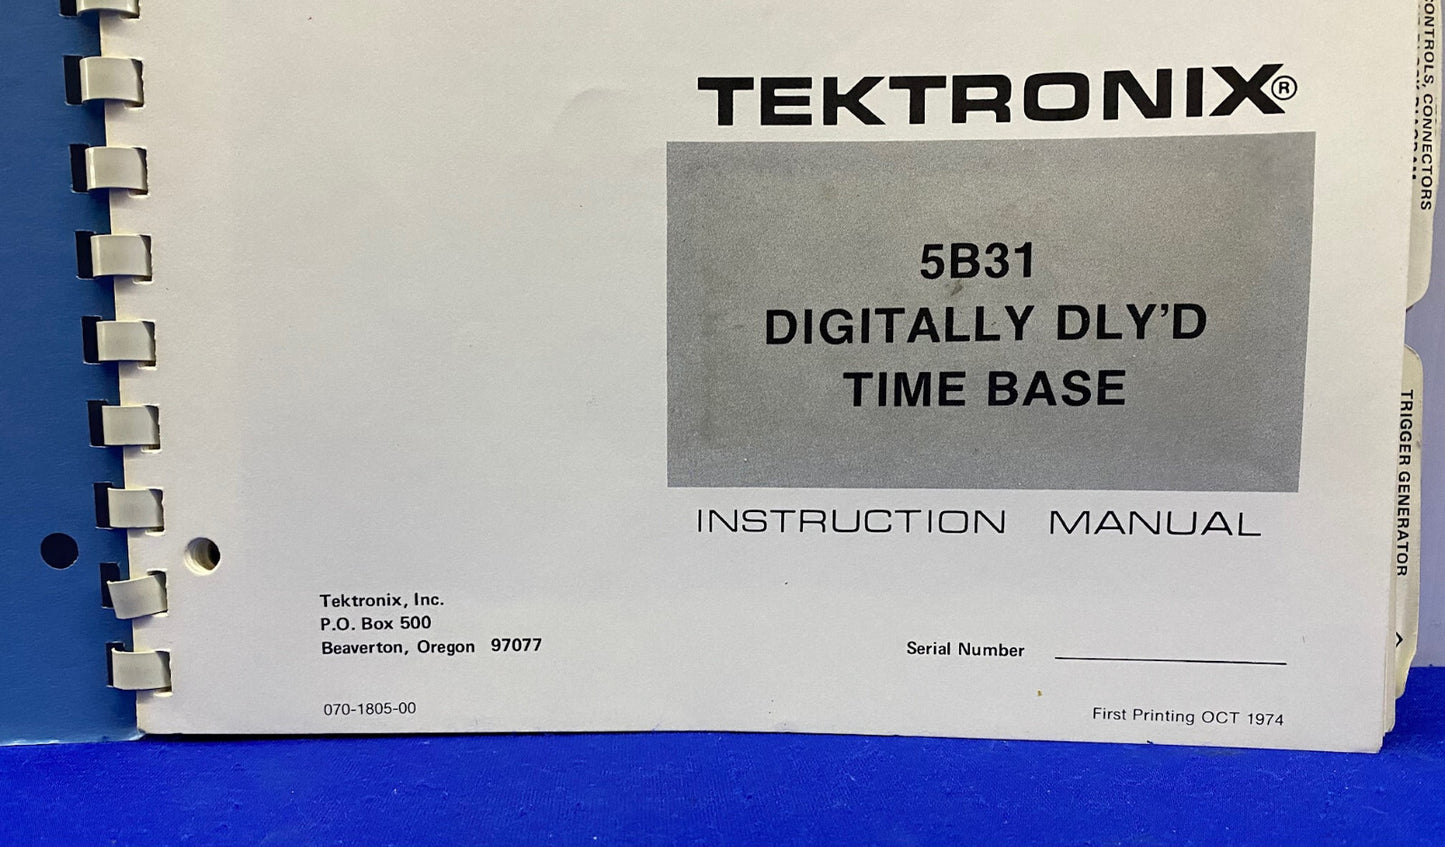 TEKTRONIX®
5B31
DIGITALLY DLY'D
TIME BASE
INSTRUCTION MANUAL
Tektronix, Inc.
P.O. Box 500
Beaverton, Oregon 97077
070-1805-00
Serial Number
First Printing OCT 1974
CONNECTORS
TRIGGER GENERATOR